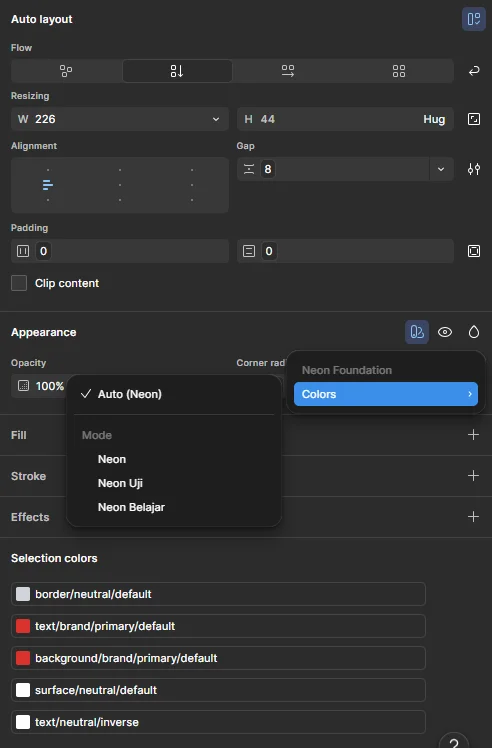 Auto layout
Flow
Resizing
W 226
H 44 Hug
Alignment
Gap
8
Padding
0
0
Clip content
Appearance
Opacity
Corner radi
100%
Neon Foundation
Colors
Auto (Neon)
Mode
Neon
Neon Uji
Neon Belajar
Fill
Stroke
Effects
Selection colors
border/neutral/default
text/brand/primary/default
background/brand/primary/default
surface/neutral/default
text/neutral/inverse
?